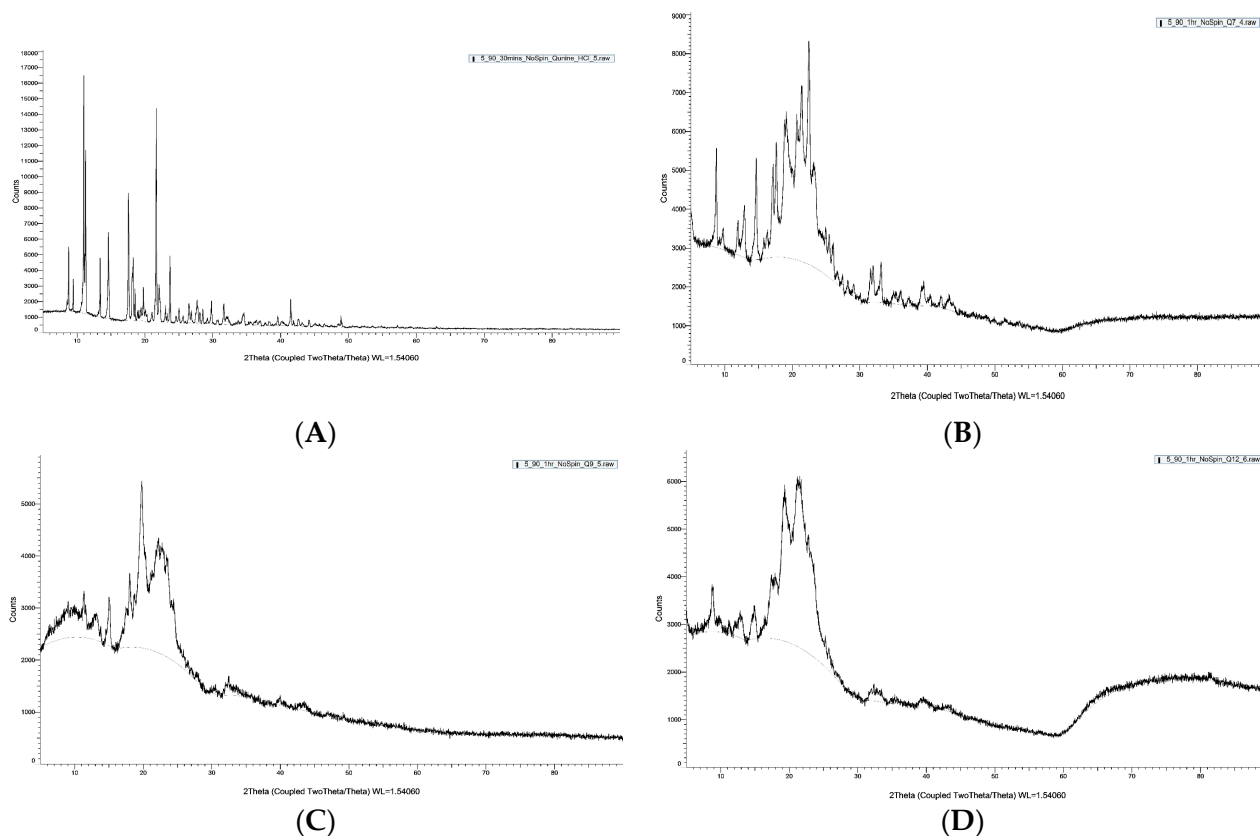 5_90_30mins_NoSpin_Qunine_HCl_5.raw
18000
17000
16000
15000
14000
13000
12000
11000
10000
9000
8000
7000
6000
5000
4000
3000
2000
1000
0
Counts
10 20 30 40 50 60 70 80
2Theta (Coupled TwoTheta/Theta) WL=1.54060
(A)
5_90_1hr_NoSpin_Q7_4.raw
9000
8000
7000
6000
5000
4000
3000
2000
1000
0
Counts
10 20 30 40 50 60 70 80
2Theta (Coupled TwoTheta/Theta) WL=1.54060
(B)
5_90_1hr_NoSpin_Q9_5.raw
5000
4000
3000
2000
1000
0
Counts
10 20 30 40 50 60 70 80
2Theta (Coupled TwoTheta/Theta) WL=1.54060
(C)
5_90_1hr_NoSpin_Q12_6.raw
6000
5000
4000
3000
2000
1000
0
Counts
10 20 30 40 50 60 70 80
2Theta (Coupled TwoTheta/Theta) WL=1.54060
(D)